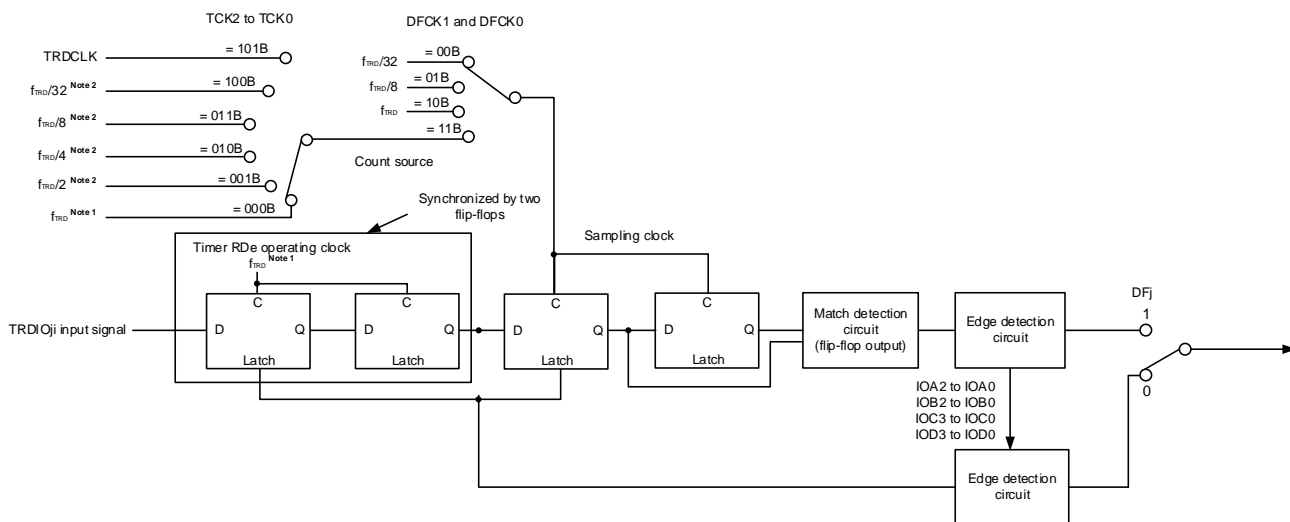 TCK2 to TCK0
DFCK1 and DFCK0
TRDCLK
= 101B
fTRD/32 Note 2
= 100B
fTRD/8 Note 2
= 011B
fTRD/4 Note 2
= 010B
fTRD/2 Note 2
= 001B
fTRD Note 1
= 000B
fTRD/32
= 00B
fTRD/8
= 01B
fTRD
= 10B
= 11B
Count source
Synchronized by two
flip-flops
Timer RDe operating clock
fTRD Note 1
Sampling clock
TRDIOji input signal
C
D
Q
Latch
C
D
Q
Latch
C
D
Q
Latch
C
D
Q
Latch
Match detection
circuit
(flip-flop output)
Edge detection
circuit
DFj
1
0
IOA2 to IOA0
IOB2 to IOB0
IOC3 to IOC0
IOD3 to IOD0
Edge detection
circuit